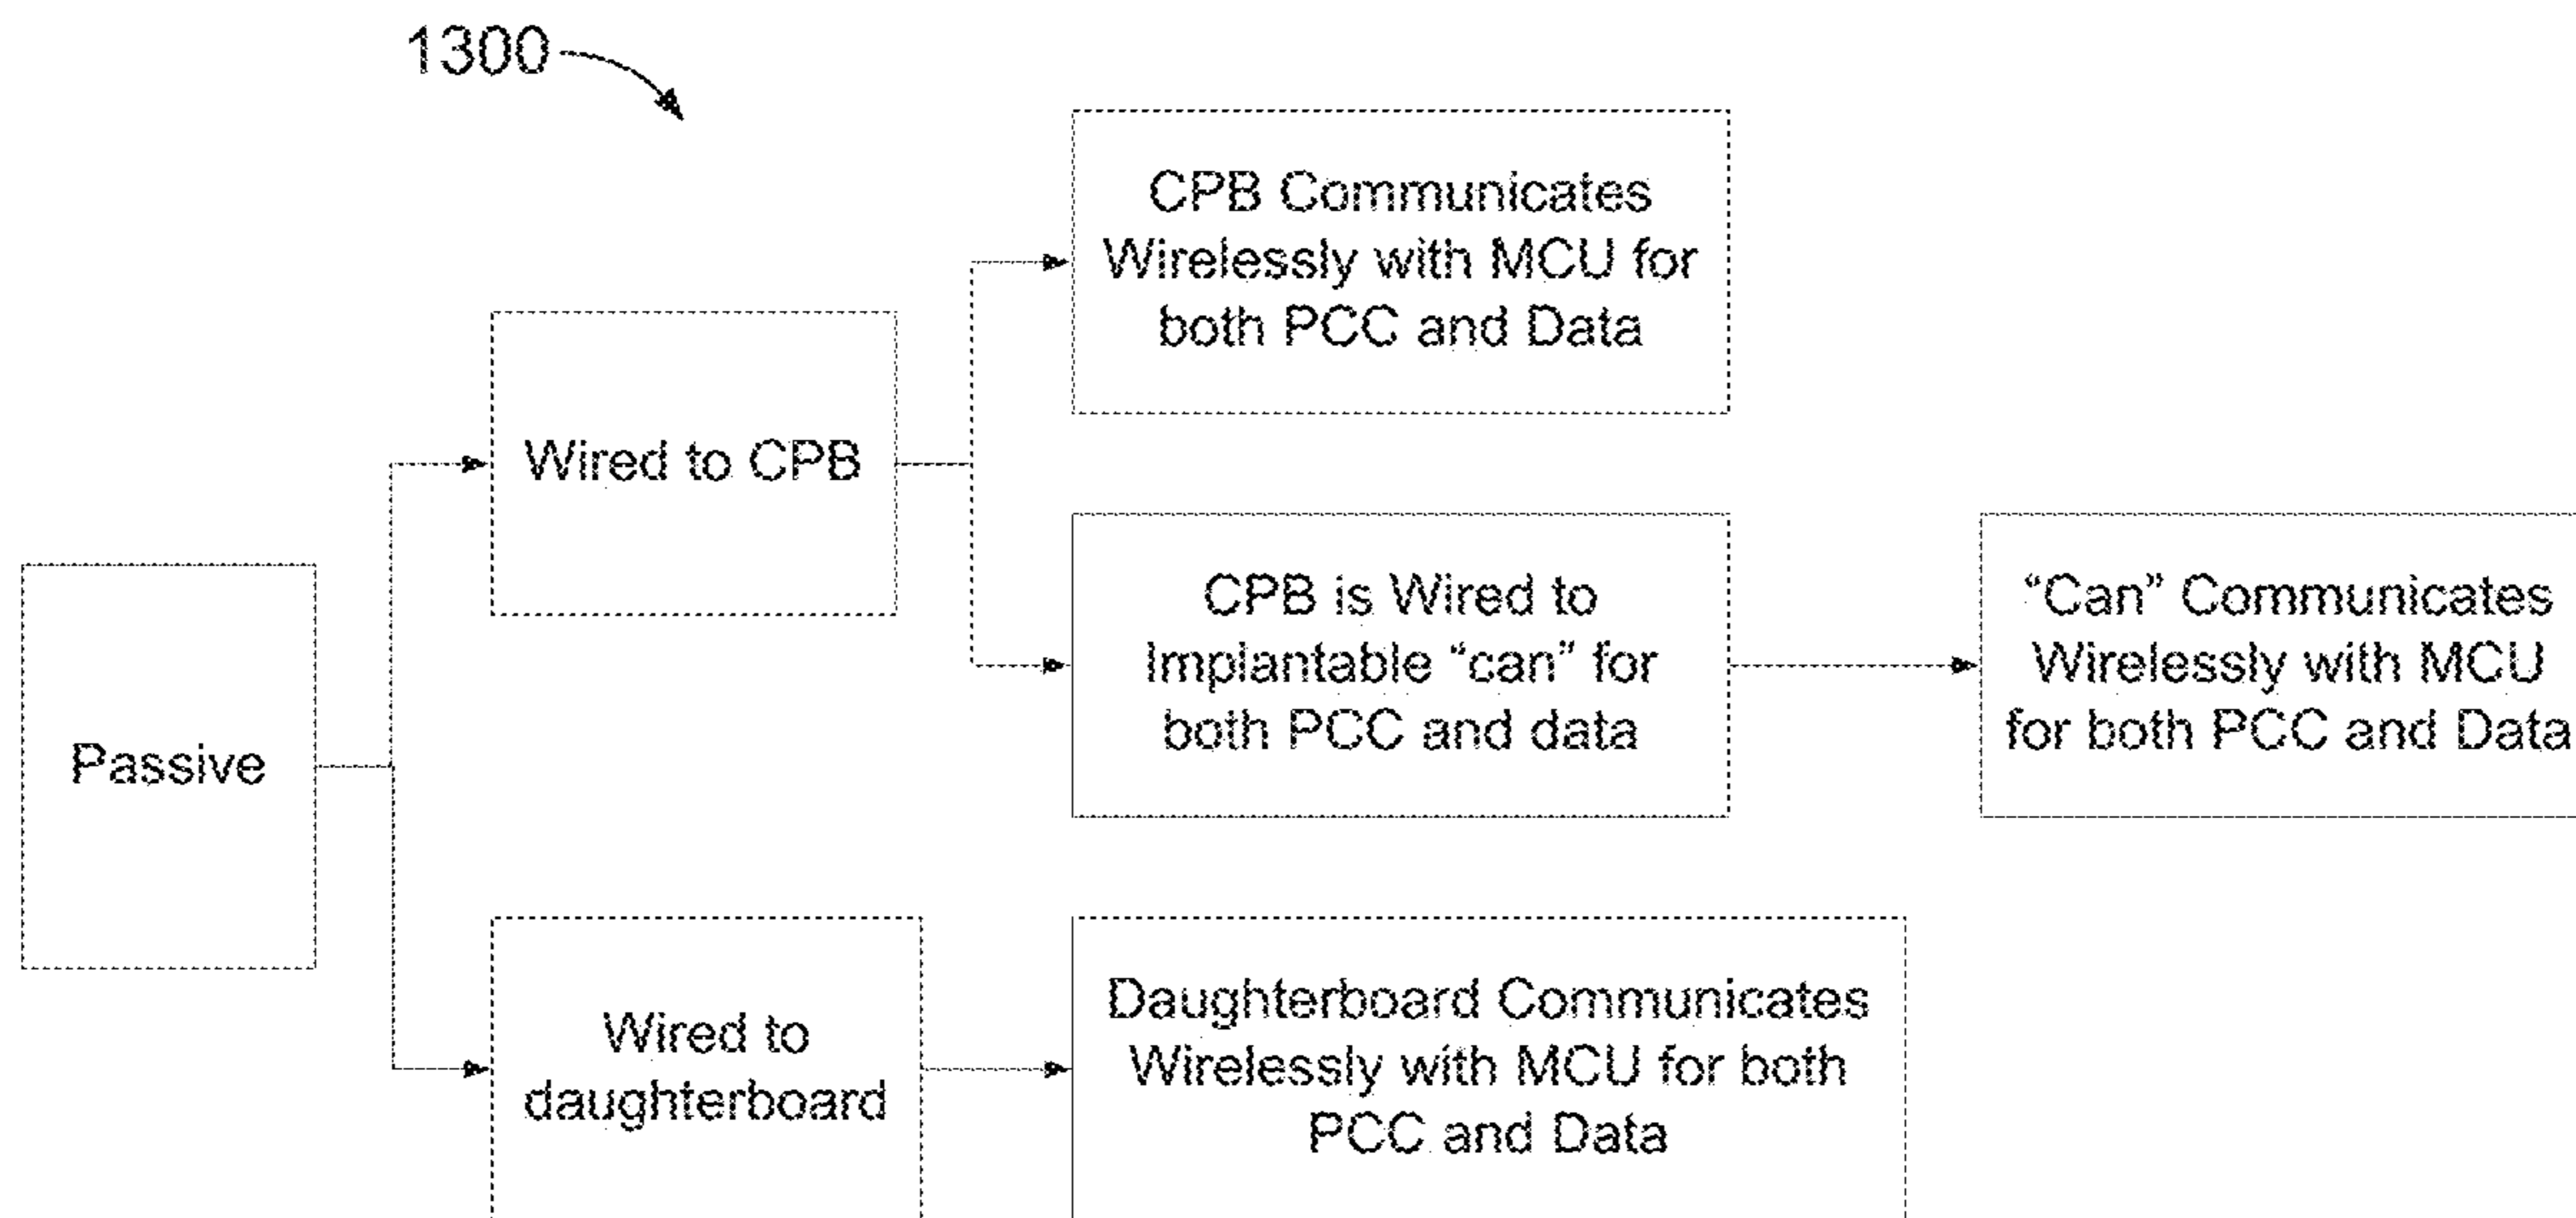 1300
CPB Communicates
Wirelessly with MCU for
both PCC and Data
Wired to CPB
CPB is Wired to
Implantable “can” for
both PCC and data
“Can” Communicates
Wirelessly with MCU
for both PCC and Data
Passive
Wired to
daughterboard
Daughterboard Communicates
Wirelessly with MCU for both
PCC and Data